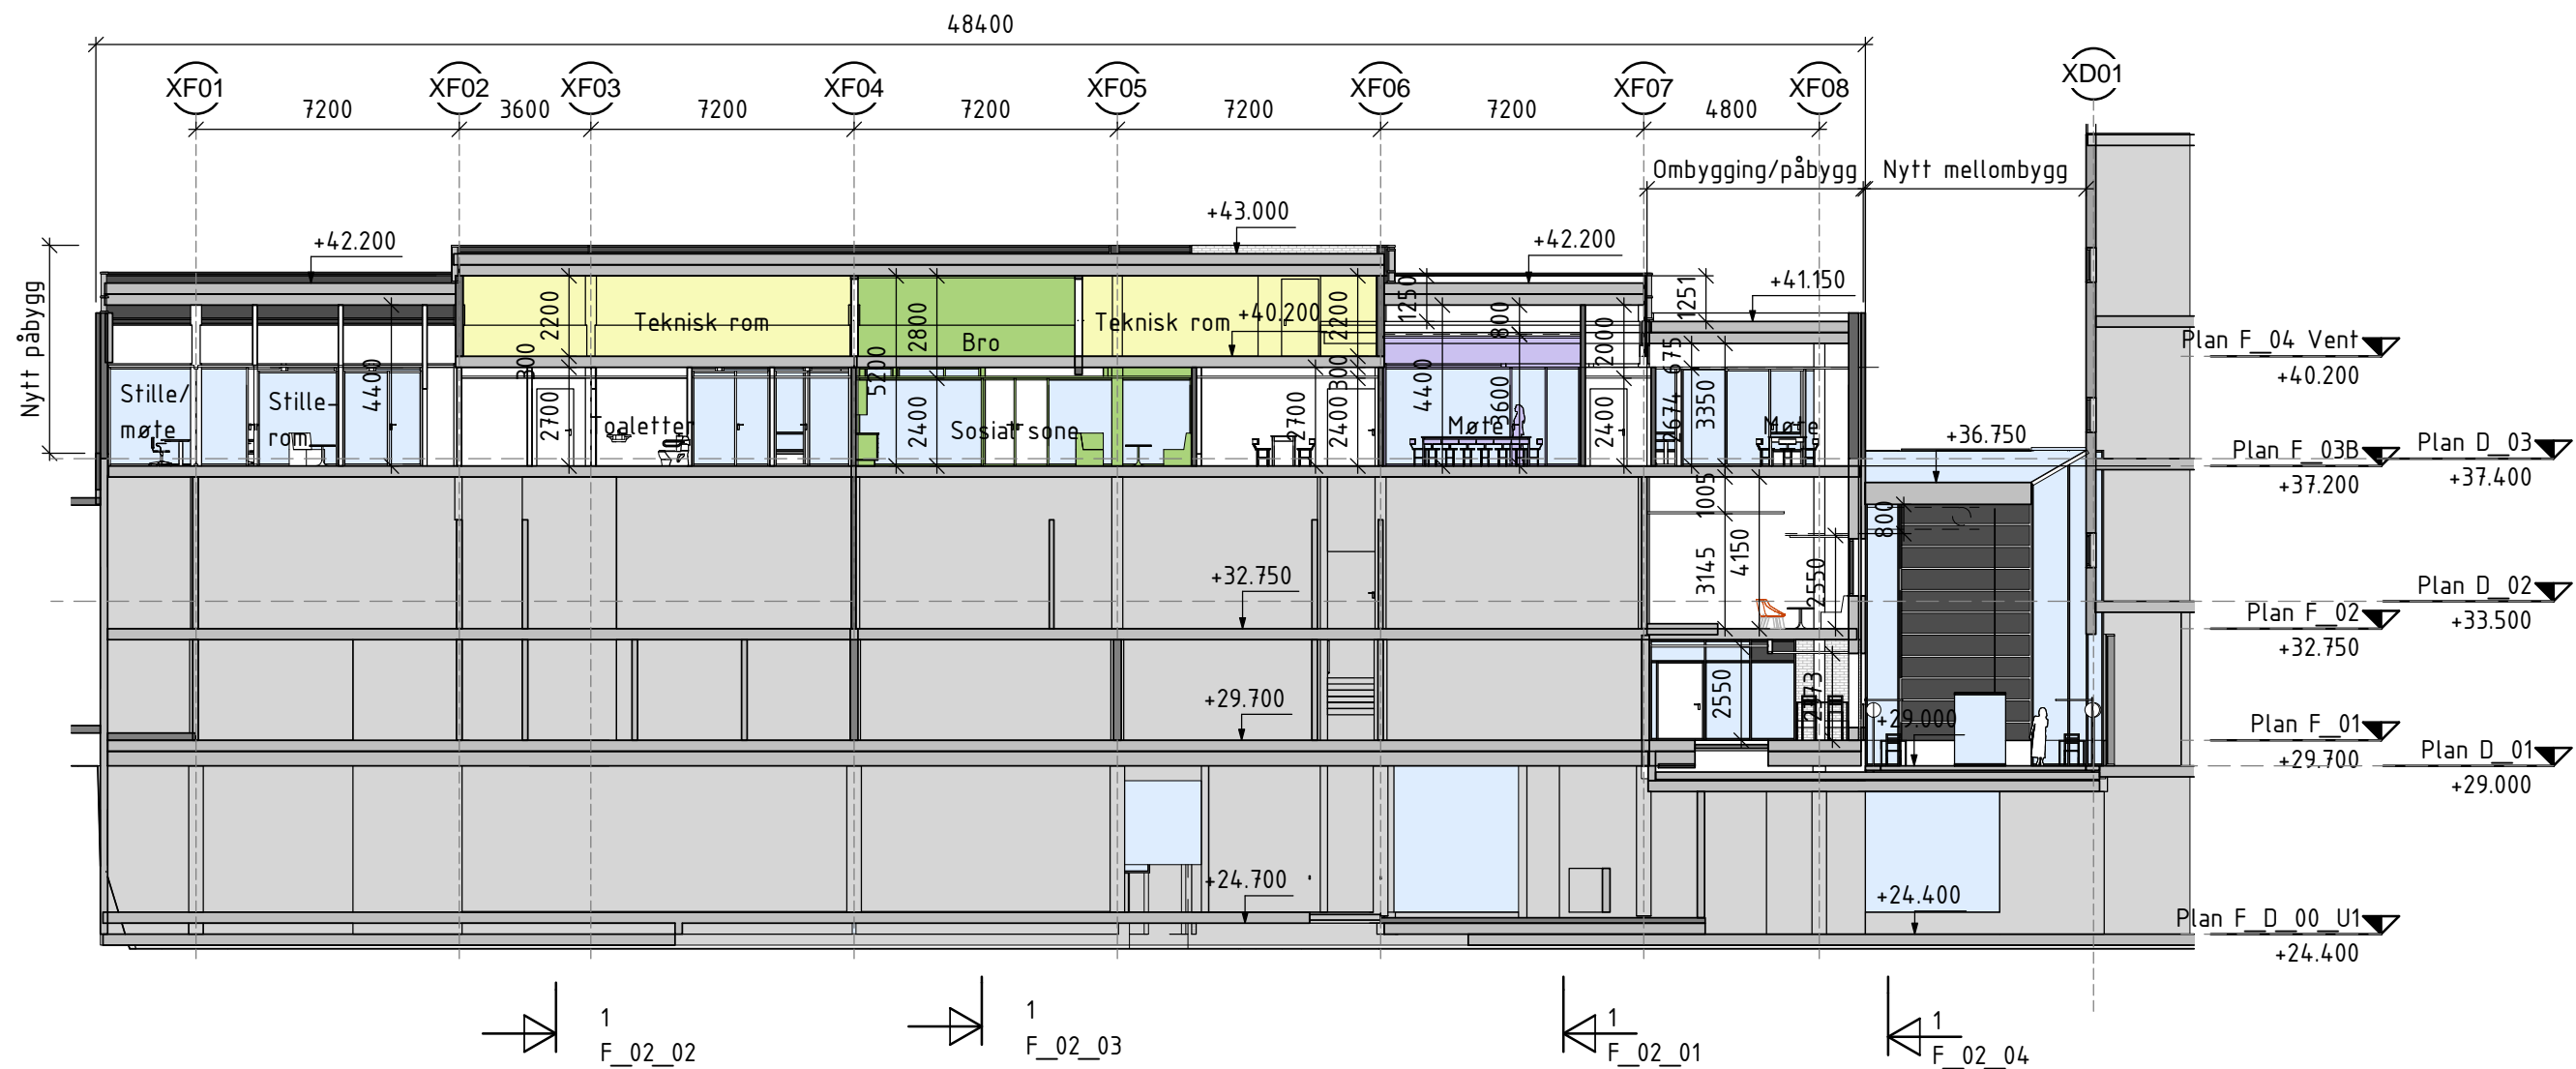 48400
XF01
XF02
XF03
XF04
XF05
XF06
XF07
XF08
XD01
7200
3600
7200
7200
7200
7200
4800
Ombygging/påbygg
Nytt mellombygg
+42.200
+43.000
+42.200
+41.150
Nytt påbygg
2200
Teknisk rom
2800
Bro
Teknisk rom
+40.200
2200
1250
800
2000
1251
675
Plan F_04 Vent
+40.200
Stille/
møte
Stille-
rom
4400
300
2700
Toaletter
5200
2400
Sosial sone
2700
300
2400
4400
3600
Møte
2400
2674
3350
Møte
+36.750
Plan F_03B
+37.200
Plan D_03
+37.400
1005
800
3145
4150
2550
+32.750
Plan D_02
+33.500
Plan F_02
+32.750
+29.700
2550
+29.000
Plan F_01
+29.700
Plan D_01
+29.000
+24.700
+24.400
Plan F_D_00_U1
+24.400
1
F_02_02
1
F_02_03
1
F_02_01
1
F_02_04